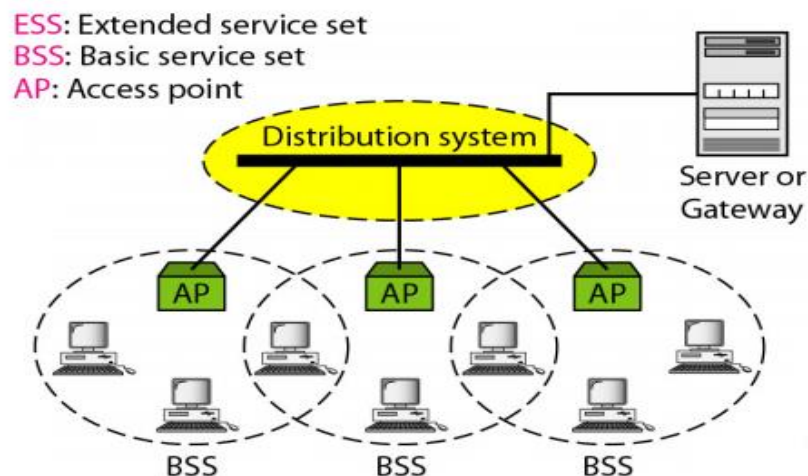 ESS: Extended service set
BSS: Basic service set
AP: Access point
Distribution system
Server or
Gateway
AP
AP
AP
BSS
BSS
BSS